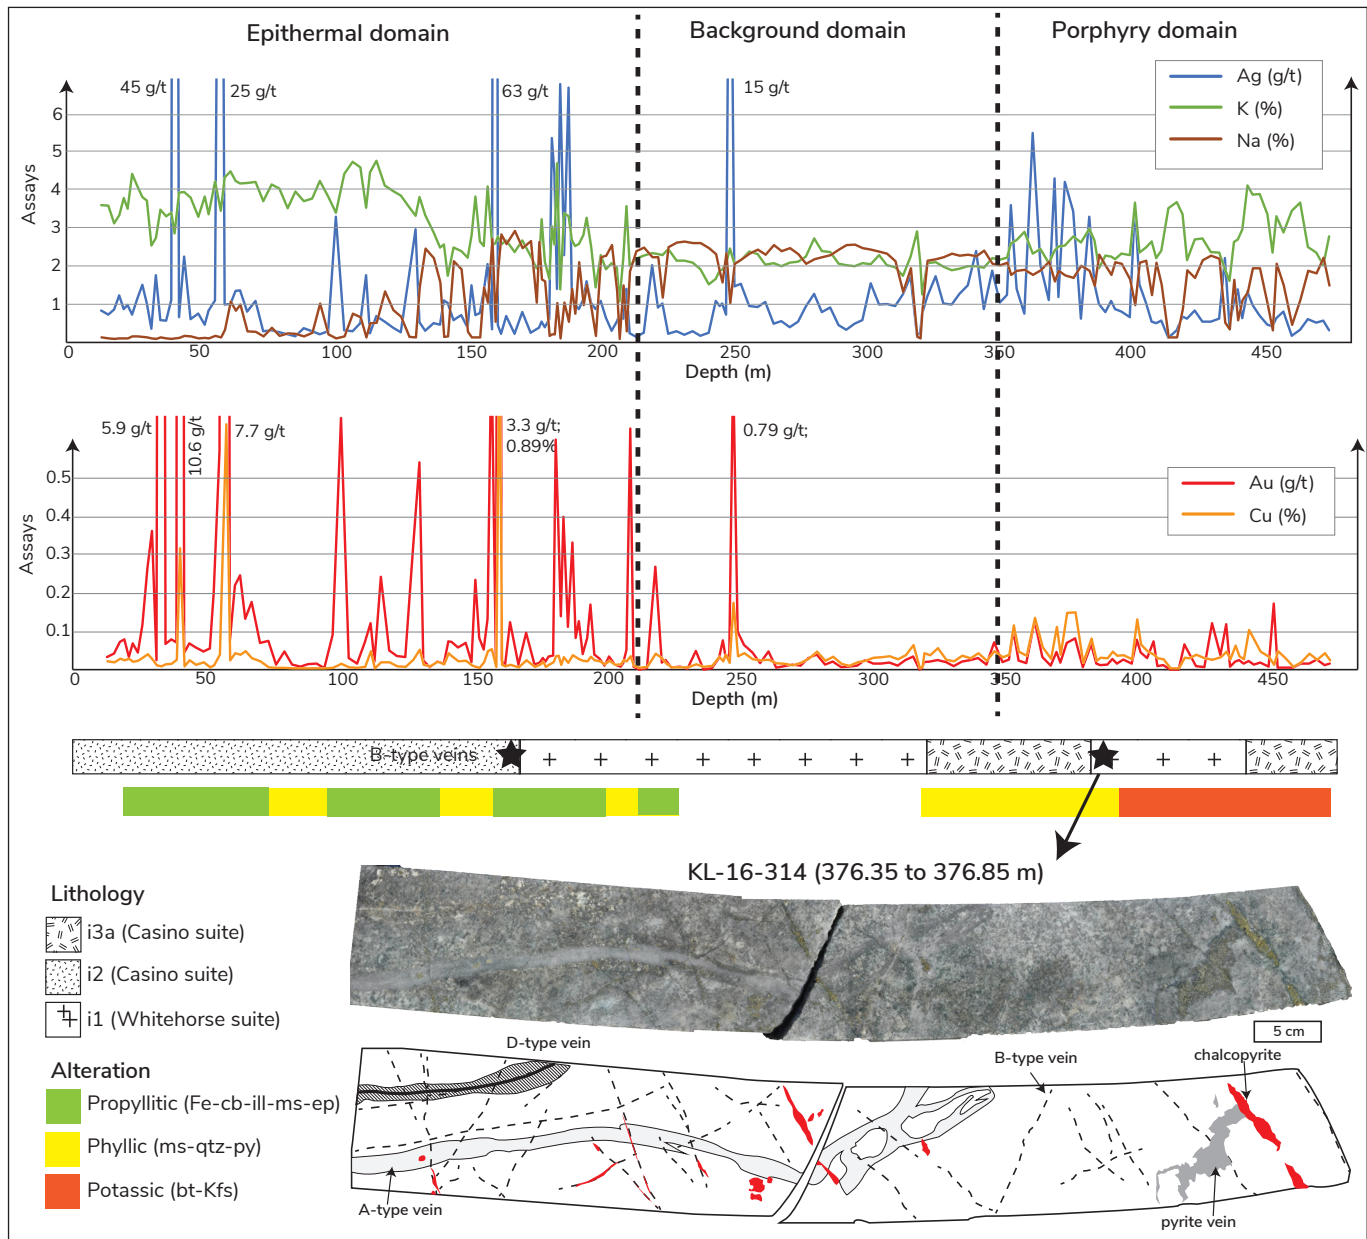 Epithermal domain
Background domain
Porphyry domain
45 g/t
25 g/t
63 g/t
15 g/t
Ag (g/t)
K (%)
Na (%)
6
5
4
3
2
1
Assays
0
50
100
150
200
250
300
350
400
450
Depth (m)
5.9 g/t
10.6 g/t
7.7 g/t
3.3 g/t;
0.89%
0.79 g/t;
Au (g/t)
Cu (%)
0.5
0.4
0.3
0.2
0.1
Assays
0
50
100
150
200
250
300
350
400
450
Depth (m)
B-type veins
KL-16-314 (376.35 to 376.85 m)
Lithology
i3a (Casino suite)
i2 (Casino suite)
i1 (Whitehorse suite)
5 cm
Alteration
Propyllitic (Fe-cb-ill-ms-ep)
Phyllic (ms-qtz-py)
Potassic (bt-Kfs)
D-type vein
B-type vein
chalcopyrite
A-type vein
pyrite vein